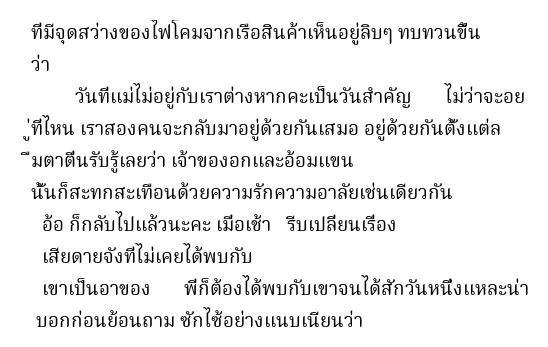 ที่มีจุดสว่างของไฟโคมจากเรือสินค้าเห็นอยู่ลิบๆ ทบทวนขึ้น
ว่า
วันที่แม่ไม่อยู่กับเราต่างหากคะเป็นวันสำคัญ ไม่ว่าจะอย
ู่ที่ไหน เราสองคนจะกลับมาอยู่ด้วยกันเสมอ อยู่ด้วยกันตั้งแต่ล
ืมตาตื่นรับรู้เลยว่า เจ้าของอกและอ้อมแขน
นั้นก็สะทกสะเทือนด้วยความรักความอาลัยเช่นเดียวกัน
อ้อ ก็กลับไปแล้วนะคะ เมื่อเช้า รีบเปลี่ยนเรื่อง
เสียดายจังที่ไม่เคยได้พบกับ
เขาเป็นอาของ พี่ก็ต้องได้พบกับเขาจนได้สักวันหนึ่งแหละน่า
บอกก่อนย้อนถาม ซักไซ้อย่างแนบเนียนว่า